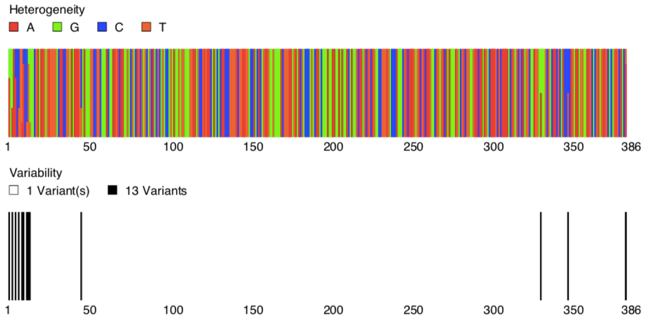 Heterogeneity
A G C T
1 50 100 150 200 250 300 350 386
Variability
1 Variant(s) 13 Variants
1 50 100 150 200 250 300 350 386